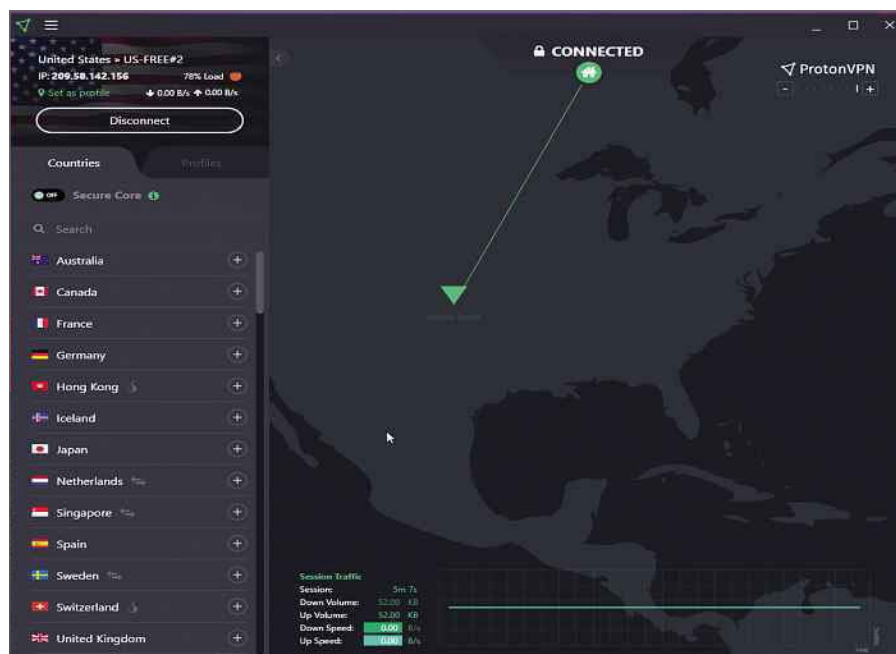 United States » US-FREE#2
IP: 209.58.142.156 78% Load
Set as profile 0.00 B/s 0.00 B/s
Disconnect
Countries Profiles
OFF Secure Core
Search
Australia
Canada
France
Germany
Hong Kong
Iceland
Japan
Netherlands
Singapore
Spain
Sweden
Switzerland
United Kingdom
CONNECTED
ProtonVPN
Session Traffic
Session: 5m 7s
Down Volume: 52.00 KB
Up Volume: 52.00 KB
Down Speed: 0.00 B/s
Up Speed: 0.00 B/s